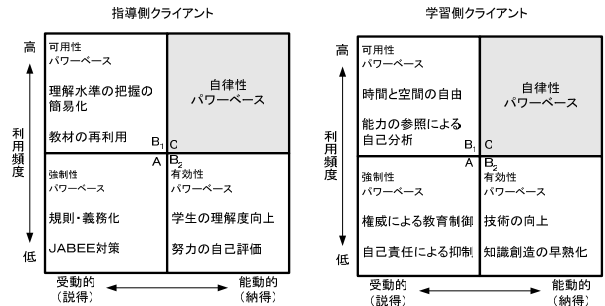 指導側クライアント
高
利用頻度
低
可用性
パワーベース
理解水準の把握の
簡易化
教材の再利用
B1
自律性
パワーベース
C
A
強制性
パワーベース
規則・義務化
JABEE対策
B2
有効性
パワーベース
学生の理解度向上
努力の自己評価
受動的
(説得)
能動的
(納得)
学習側クライアント
高
利用頻度
低
可用性
パワーベース
時間と空間の自由
能力の参照による
自己分析
B1
自律性
パワーベース
C
A
強制性
パワーベース
権威による教育制御
自己責任による抑制
B2
有効性
パワーベース
技術の向上
知識創造の早熟化
受動的
(説得)
能動的
(納得)